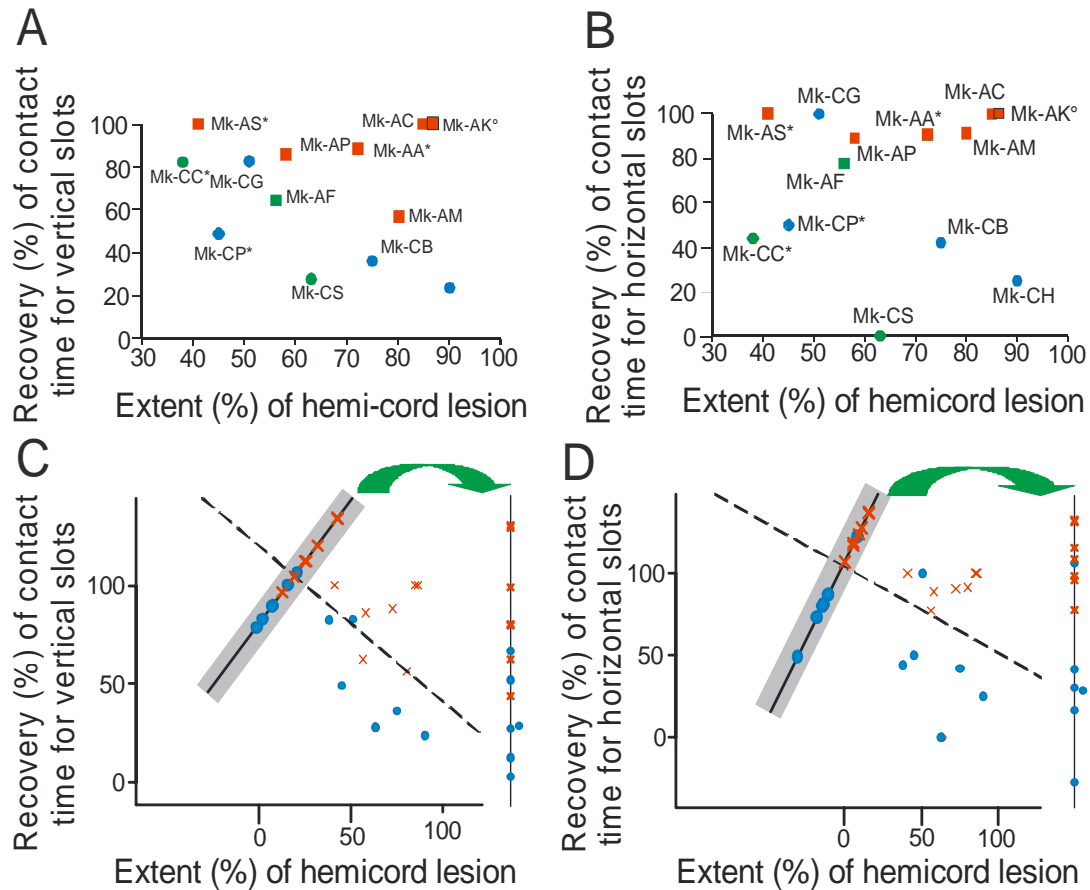 A
Recovery (%) of contact
time for vertical slots
100
80
60
40
20
0
30 40 50 60 70 80 90 100
Extent (%) of hemi-cord lesion
Mk-AS*
Mk-AC
Mk-AK°
Mk-AP
Mk-AA*
Mk-CC*
Mk-CG
Mk-AF
Mk-AM
Mk-CP*
Mk-CB
Mk-CS
B
Recovery (%) of contact
time for horizontal slots
100
80
60
40
20
0
30 40 50 60 70 80 90 100
Extent (%) of hemicord lesion
Mk-CG
Mk-AC
Mk-AS*
Mk-AA*
Mk-AK°
Mk-AP
Mk-AM
Mk-AF
Mk-CP*
Mk-CB
Mk-CC*
Mk-CH
Mk-CS
C
Recovery (%) of contact
time for vertical slots
100
50
0
0 50 100
Extent (%) of hemicord lesion
D
Recovery (%) of contact
time for horizontal slots
100
50
0
0 50 100
Extent (%) of hemicord lesion